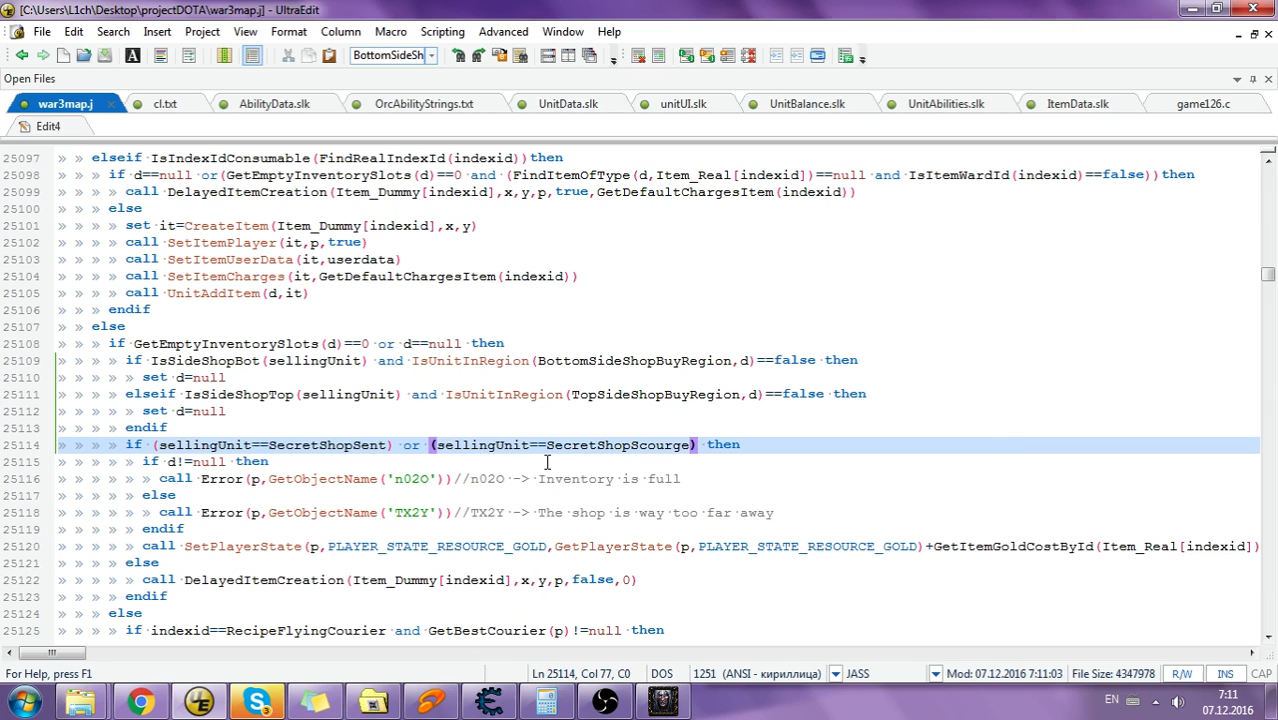 [C:\Users\L1ch\Desktop\projectDOTA\war3map.j] - UltraEdit
File Edit Search Insert Project View Format Column Macro Scripting Advanced Window Help
BottomSideSh
Open Files
war3map.j cl.txt AbilityData.slk OrcAbilityStrings.txt UnitData.slk unitUI.slk UnitBalance.slk UnitAbilities.slk ItemData.slk game126.c
Edit4
25097 » » elseif·IsIndexIdConsumable(FindRealIndexId(indexid))then
25098 » » » if·d==null·or(GetEmptyInventorySlots(d)==0·and·(FindItemOfType(d,Item_Real[indexid])==null·and·IsItemWardId(indexid)==false))then
25099 » » » » call·DelayedItemCreation(Item_Dummy[indexid],x,y,p,true,GetDefaultChargesItem(indexid))
25100 » » » else
25101 » » » » set·it=CreateItem(Item_Dummy[indexid],x,y)
25102 » » » » call·SetItemPlayer(it,p,true)
25103 » » » » call·SetItemUserData(it,userdata)
25104 » » » » call·SetItemCharges(it,GetDefaultChargesItem(indexid))
25105 » » » » call·UnitAddItem(d,it)
25106 » » » endif
25107 » » else
25108 » » » if·GetEmptyInventorySlots(d)==0·or·d==null·then
25109 » » » » if·IsSideShopBot(sellingUnit)·and·IsUnitInRegion(BottomSideShopBuyRegion,d)==false·then
25110 » » » » » set·d=null
25111 » » » » elseif·IsSideShopTop(sellingUnit)·and·IsUnitInRegion(TopSideShopBuyRegion,d)==false·then
25112 » » » » » set·d=null
25113 » » » » endif
25114 » » » » if·(sellingUnit==SecretShopSent)·or·(sellingUnit==SecretShopScourge)·then
25115 » » » » » if·d!=null·then
25116 » » » » » » call·Error(p,GetObjectName('n02O'))//n02O·->·Inventory·is·full
25117 » » » » » else
25118 » » » » » » call·Error(p,GetObjectName('TX2Y'))//TX2Y·->·The·shop·is·way·too·far·away
25119 » » » » » endif
25120 » » » » » call·SetPlayerState(p,PLAYER_STATE_RESOURCE_GOLD,GetPlayerState(p,PLAYER_STATE_RESOURCE_GOLD)+GetItemGoldCostById(Item_Real[indexid])
25121 » » » » else
25122 » » » » » call·DelayedItemCreation(Item_Dummy[indexid],x,y,p,false,0)
25123 » » » » endif
25124 » » » else
25125 » » » » if·indexid==RecipeFlyingCourier·and·GetBestCourier(p)!=null·then
For Help, press F1 Ln 25114, Col 77, C0 DOS 1251 (ANSI - кириллица) JASS Mod: 07.12.2016 7:11:03 File Size: 4347978 R/W INS CAP
EN 7:11
07.12.2016